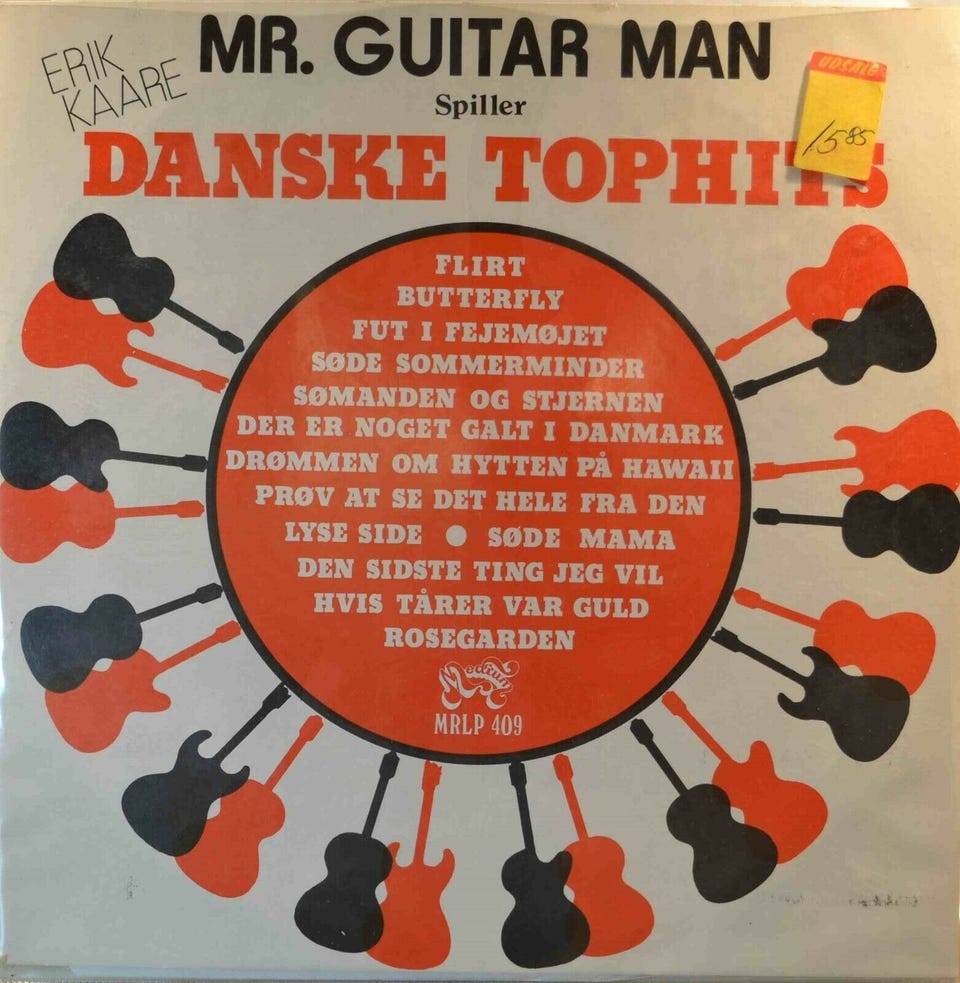 ERIK
KAARE
MR. GUITAR MAN
UDSALG
15 85
Spiller
DANSKE TOPHITS
FLIRT
BUTTERFLY
FUT I FEJEMØJET
SØDE SOMMERMINDER
SØMANDEN OG STJERNEN
DER ER NOGET GALT I DANMARK
DRØMMEN OM HYTTEN PÅ HAWAII
PRØV AT SE DET HELE FRA DEN
LYSE SIDE ● SØDE MAMA
DEN SIDSTE TING JEG VIL
HVIS TÅRER VAR GULD
ROSEGARDEN
Medium
MRLP 409